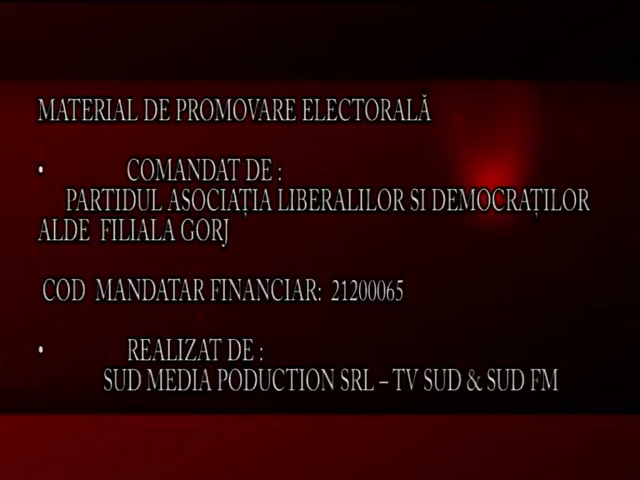 MATERIAL DE PROMOVARE ELECTORALĂ
• COMANDAT DE :
PARTIDUL ASOCIAȚIA LIBERALILOR SI DEMOCRAȚILOR
ALDE FILIALA GORJ
COD MANDATAR FINANCIAR: 21200065
• REALIZAT DE :
SUD MEDIA PODUCTION SRL – TV SUD & SUD FM